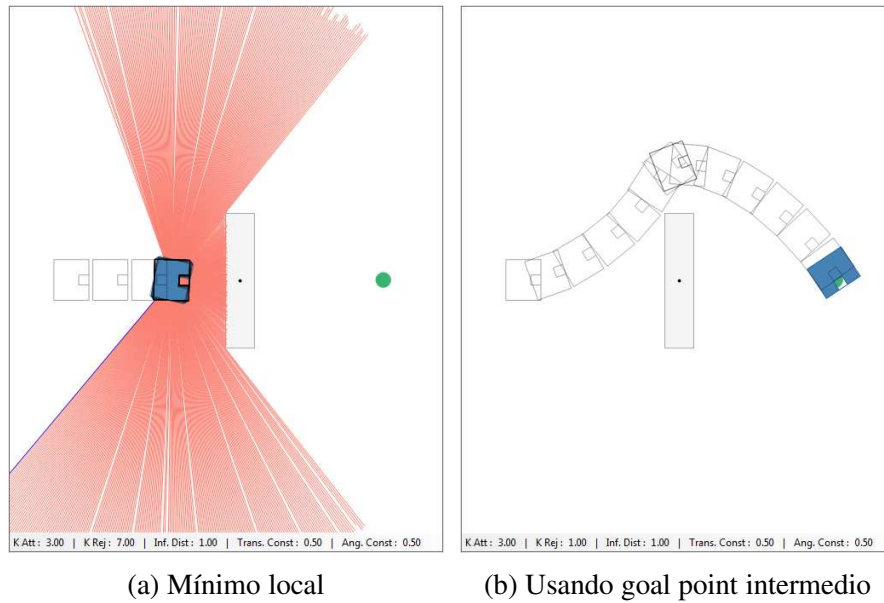 K Att : 3.00 | K Rej : 7.00 | Inf. Dist : 1.00 | Trans. Const : 0.50 | Ang. Const : 0.50
K Att : 3.00 | K Rej : 1.00 | Inf. Dist : 1.00 | Trans. Const : 0.50 | Ang. Const : 0.50
(a) Mínimo local
(b) Usando goal point intermedio